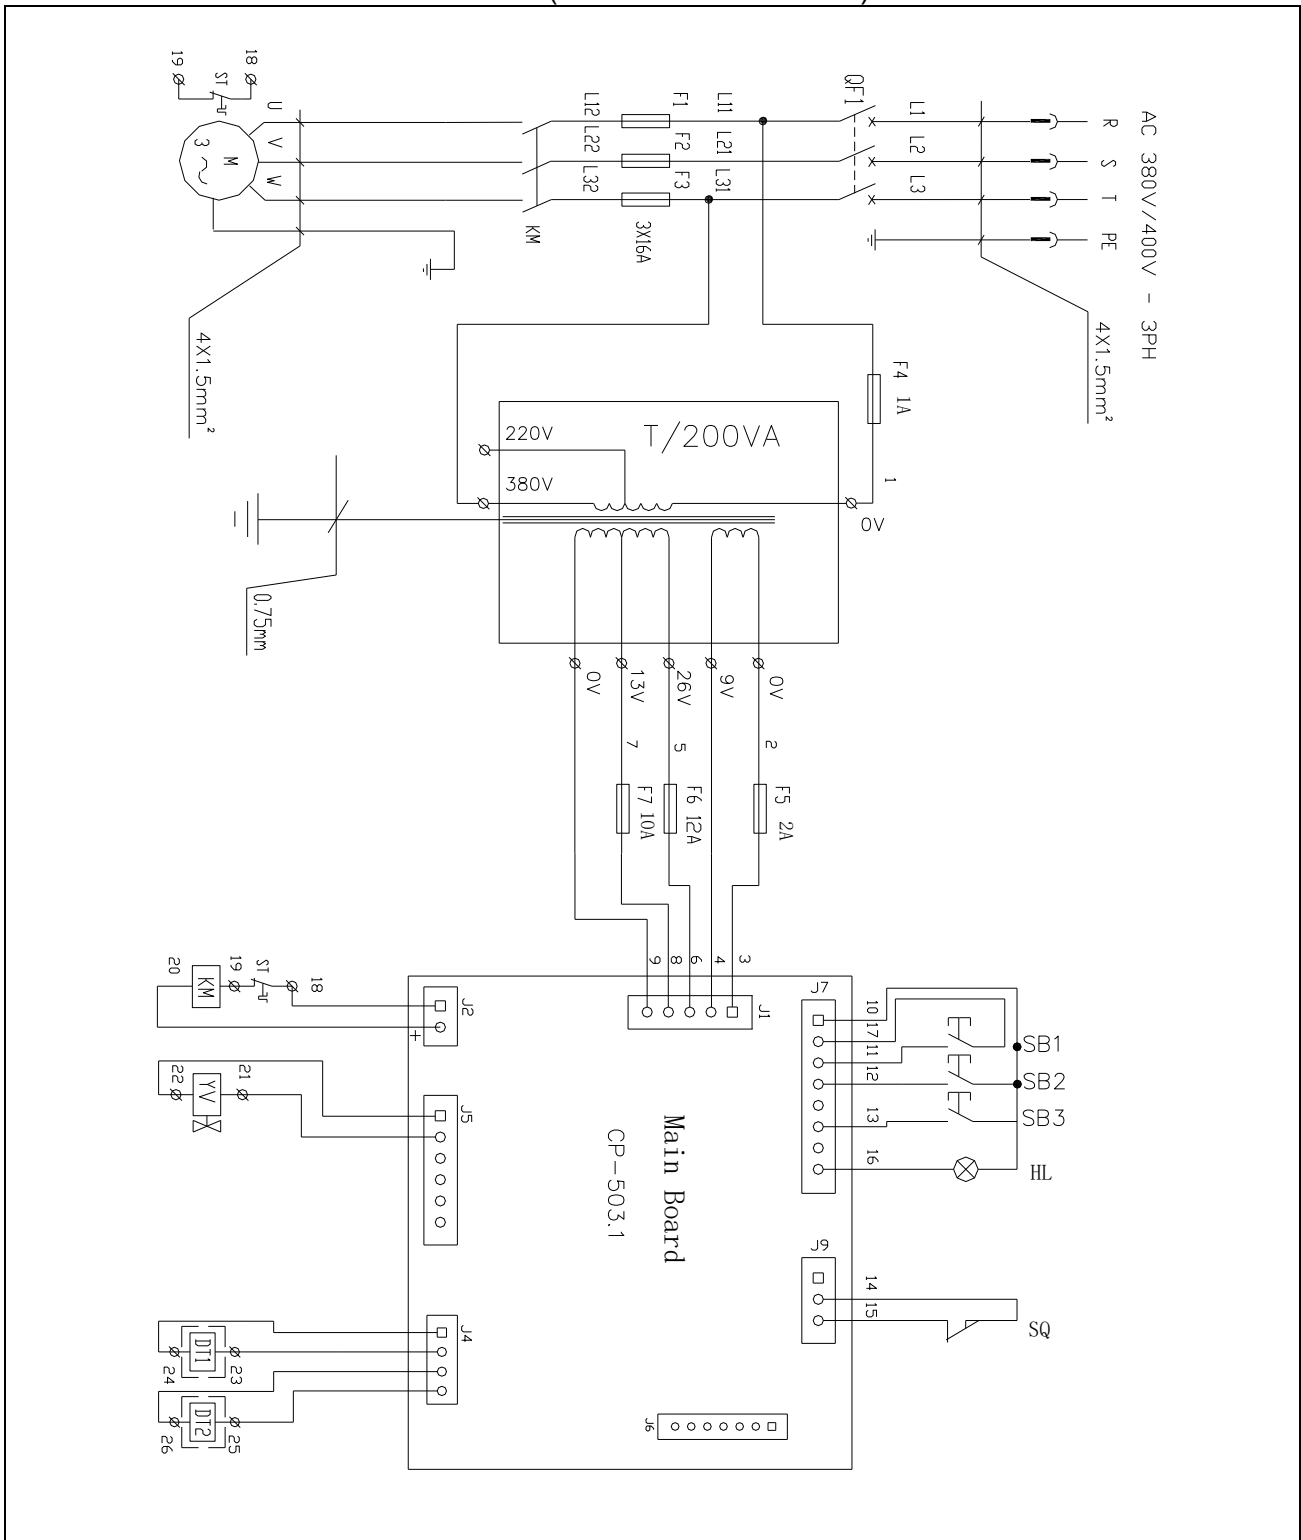 AC 380V/400V - 3PH
R
S
T
PE
4X1.5mm²
L1
L2
L3
QF1
L11
L21
L31
F1
F2
F3
3X16A
L12
L22
L32
KM
U
V
W
18
ST
19
M
3
4X1.5mm²
F4 1A
1
0V
T/200VA
220V
380V
0.75mm
0V
13V
26V
9V
0V
7
5
2
F7 10A
F6 12A
F5 2A
9
8
6
4
3
J1
J7
10
17
11
12
13
16
SB1
SB2
SB3
HL
J9
14
15
SQ
Main Board
CP-503.1
J2
+
18
ST
19
KM
20
J5
21
YV
22
J4
23
DT1
24
25
DT2
26
J6